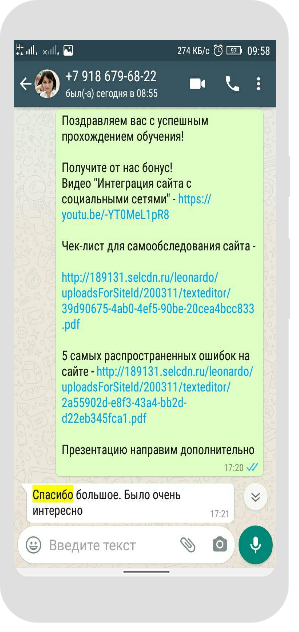 274 КБ/с 97 09:58
+7 918 679-68-22
был(-а) сегодня в 08:55
Поздравляем вас с успешным
прохождением обучения!
Получите от нас бонус!
Видео "Интеграция сайта с
социальными сетями" - https://
youtu.be/-YT0MeL1pR8
Чек-лист для самообследования сайта -
http://189131.selcdn.ru/leonardo/
uploadsForSiteId/200311/texteditor/
39d90675-4ab0-4ef5-90be-20cea4bcc833
.pdf
5 самых распространенных ошибок на
сайте - http://189131.selcdn.ru/leonardo/
uploadsForSiteId/200311/texteditor/
2a55902d-e8f3-43a4-bb2d-
d22eb345fca1.pdf
Презентацию направим дополнительно
17:20
Спасибо большое. Было очень
интересно
17:21
Введите текст